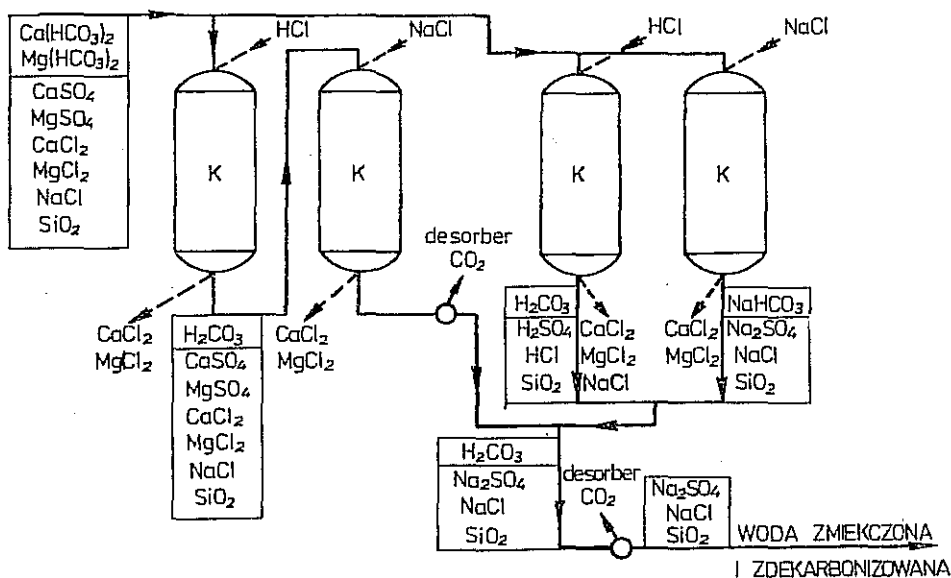 Ca(HCO₃)₂
Mg(HCO₃)₂
CaSO₄
MgSO₄
CaCl₂
MgCl₂
NaCl
SiO₂
HCl
NaCl
HCl
NaCl
K
K
K
K
desorber
CO₂
CaCl₂
MgCl₂
H₂CO₃
CaSO₄
MgSO₄
CaCl₂
MgCl₂
NaCl
SiO₂
CaCl₂
MgCl₂
H₂CO₃
H₂SO₄
HCl
SiO₂
CaCl₂
MgCl₂
NaCl
CaCl₂
MgCl₂
NaHCO₃
Na₂SO₄
NaCl
SiO₂
H₂CO₃
Na₂SO₄
NaCl
SiO₂
desorber
CO₂
Na₂SO₄
NaCl
SiO₂
WODA ZMIEKCZONA
I ZDEKARBONIZOWANA